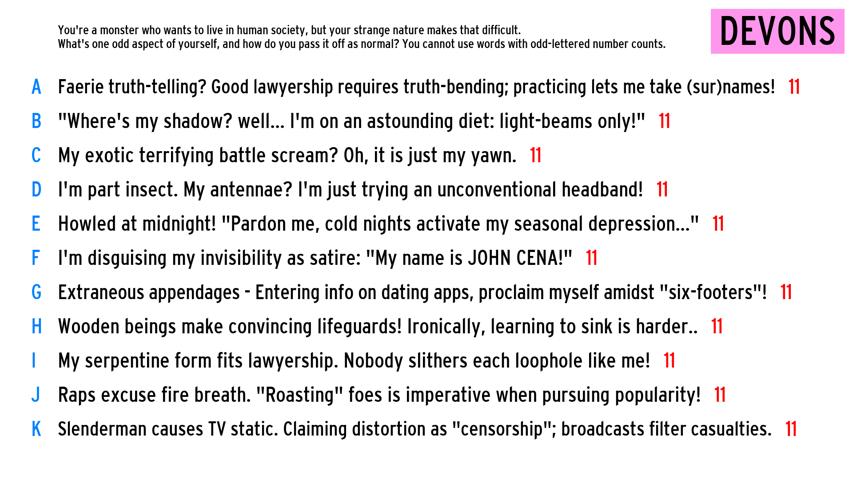 You're a monster who wants to live in human society, but your strange nature makes that difficult.
What's one odd aspect of yourself, and how do you pass it off as normal? You cannot use words with odd-lettered number counts.
DEVONS
A Faerie truth-telling? Good lawyership requires truth-bending; practicing lets me take (sur)names! 11
B "Where's my shadow? well... I'm on an astounding diet: light-beams only!" 11
C My exotic terrifying battle scream? Oh, it is just my yawn. 11
D I'm part insect. My antennae? I'm just trying an unconventional headband! 11
E Howled at midnight! "Pardon me, cold nights activate my seasonal depression..." 11
F I'm disguising my invisibility as satire: "My name is JOHN CENA!" 11
G Extraneous appendages - Entering info on dating apps, proclaim myself amidst "six-footers"! 11
H Wooden beings make convincing lifeguards! Ironically, learning to sink is harder.. 11
I My serpentine form fits lawyership. Nobody slithers each loophole like me! 11
J Raps excuse fire breath. "Roasting" foes is imperative when pursuing popularity! 11
K Slenderman causes TV static. Claiming distortion as "censorship"; broadcasts filter casualties. 11